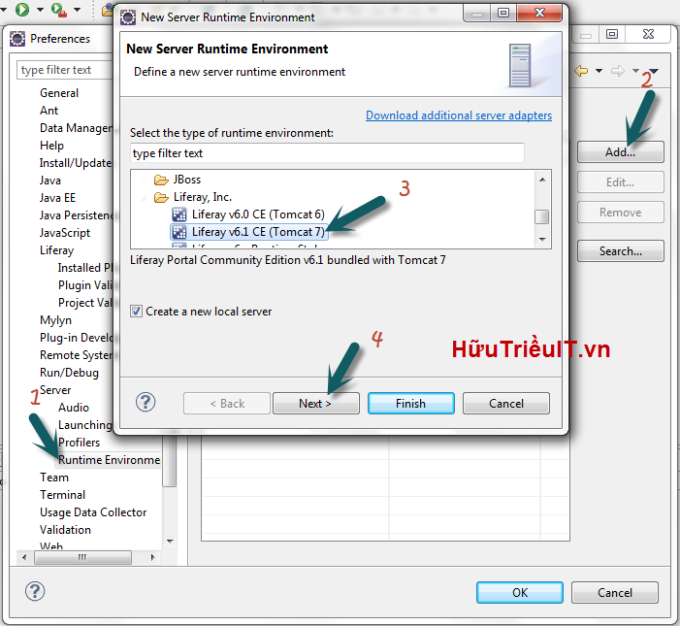 New Server Runtime Environment
Preferences
New Server Runtime Environment
Define a new server runtime environment
Download additional server adapters
Select the type of runtime environment:
type filter text
JBoss
Liferay, Inc.
Liferay v6.0 CE (Tomcat 6)
Liferay v6.1 CE (Tomcat 7)
Liferay Portal Community Edition v6.1 bundled with Tomcat 7
Create a new local server
< Back
Next >
Finish
Cancel
type filter text
General
Ant
Data Manager
Help
Install/Update
Java
Java EE
Java Persistenc
JavaScript
Liferay
Installed Pl
Plugin Vali
Project Val
Mylyn
Plug-in Develo
Remote System
Run/Debug
Server
Audio
Launching
Profilers
Runtime Environme
Team
Terminal
Usage Data Collector
Validation
Web
Add...
Edit...
Remove
Search...
1
2
3
4
HữuTriềuIT.vn
OK
Cancel